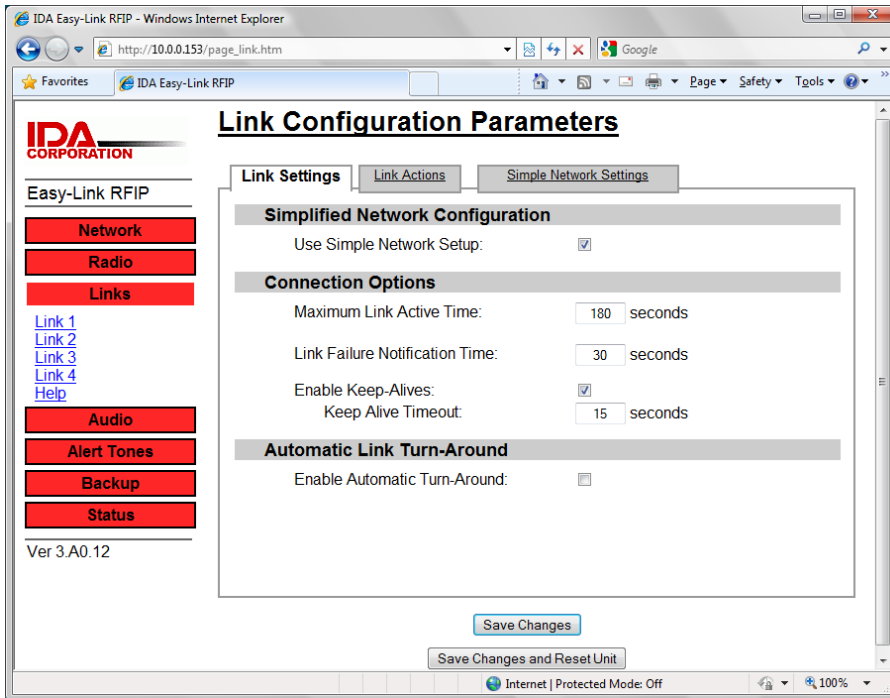 IDA Easy-Link RFIP - Windows Internet Explorer
http://10.0.0.153/page_link.htm
Google
Favorites
IDA Easy-Link RFIP
Page
Safety
Tools
IDA
CORPORATION
Easy-Link RFIP
Network
Radio
Links
Link 1
Link 2
Link 3
Link 4
Help
Audio
Alert Tones
Backup
Status
Ver 3.A0.12
Link Configuration Parameters
Link Settings
Link Actions
Simple Network Settings
Simplified Network Configuration
Use Simple Network Setup:
Connection Options
Maximum Link Active Time: 180 seconds
Link Failure Notification Time: 30 seconds
Enable Keep-Alives:
Keep Alive Timeout: 15 seconds
Automatic Link Turn-Around
Enable Automatic Turn-Around:
Save Changes
Save Changes and Reset Unit
Internet | Protected Mode: Off
100%